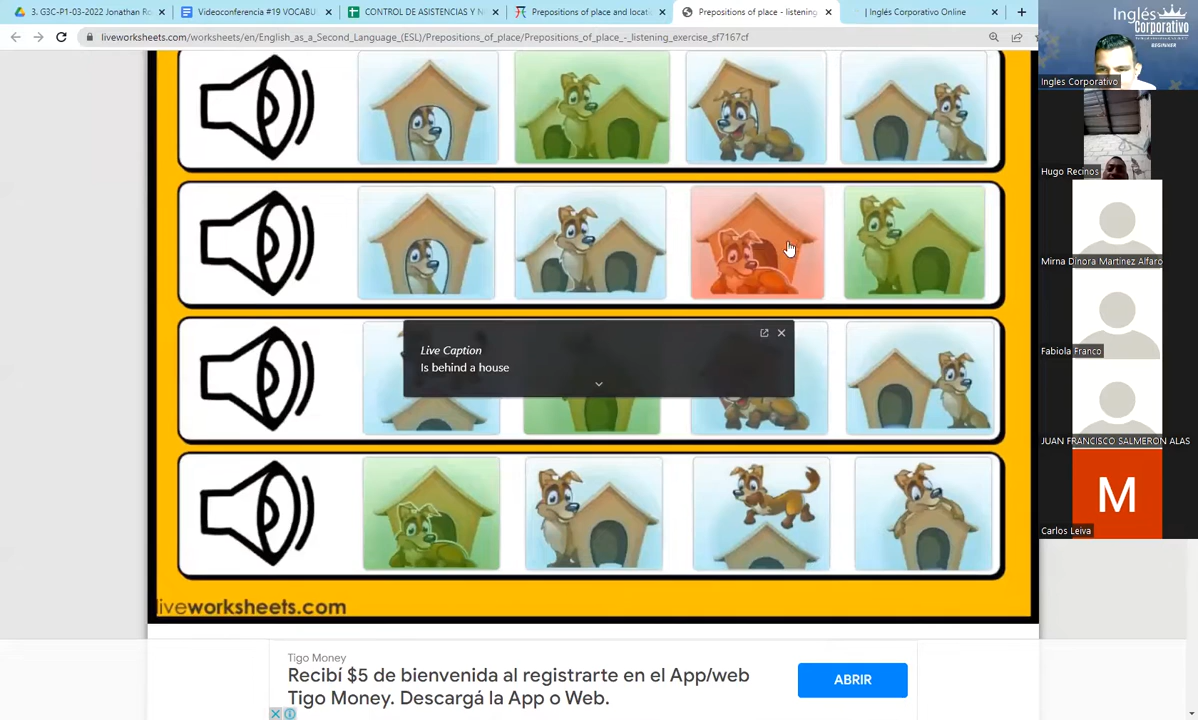 3. G3C-P1-03-2022 Jonathan Ro
Videoconferencia #19 VOCABU
CONTROL DE ASISTENCIAS Y N
Prepositions of place and locat
Prepositions of place - listening
| Inglés Corporativo Online
liveworksheets.com/worksheets/en/English_as_a_Second_Language_(ESL)/Prepositions_of_place/Prepositions_of_place_-_listening_exercise_sf7167cf
Inglés
Corporativo
BEGINNER
Ingles Corporativo
Hugo Recinos
Mirna Dinora Martínez Alfaro
Fabiola Franco
JUAN FRANCISCO SALMERON ALAS
M
Carlos Leiva
Live Caption
Is behind a house
liveworksheets.com
Tigo Money
Recibí $5 de bienvenida al registrarte en el App/web
Tigo Money. Descargá la App o Web.
ABRIR